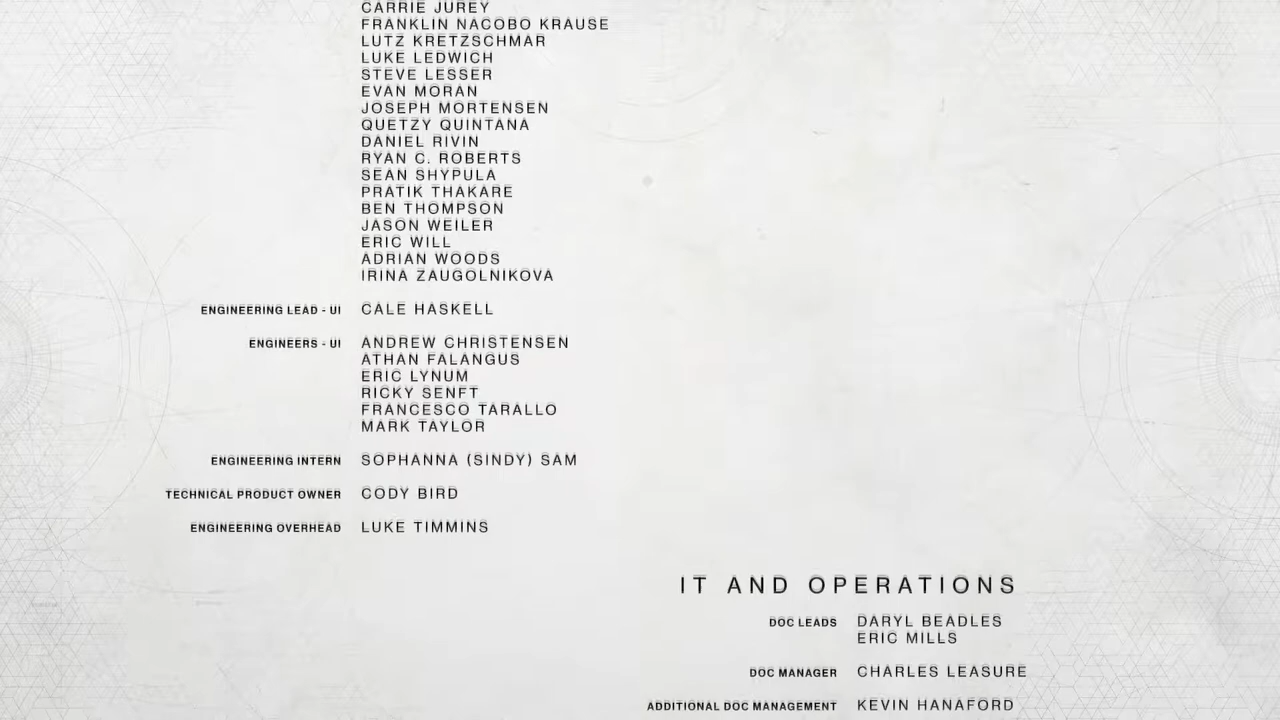 CARRIE JUREY
FRANKLIN NACOBO KRAUSE
LUTZ KRETZSCHMAR
LUKE LEDWICH
STEVE LESSER
EVAN MORAN
JOSEPH MORTENSEN
QUETZY QUINTANA
DANIEL RIVIN
RYAN C. ROBERTS
SEAN SHYPULA
PRATIK THAKARE
BEN THOMPSON
JASON WEILER
ERIC WILL
ADRIAN WOODS
IRINA ZAUGOLNIKOVA
ENGINEERING LEAD - UI CALE HASKELL
ENGINEERS - UI ANDREW CHRISTENSEN
ATHAN FALANGUS
ERIC LYNUM
RICKY SENFT
FRANCESCO TARALLO
MARK TAYLOR
ENGINEERING INTERN SOPHANNA (SINDY) SAM
TECHNICAL PRODUCT OWNER CODY BIRD
ENGINEERING OVERHEAD LUKE TIMMINS
IT AND OPERATIONS
DOC LEADS DARYL BEADLES
ERIC MILLS
DOC MANAGER CHARLES LEASURE
ADDITIONAL DOC MANAGEMENT KEVIN HANAFORD